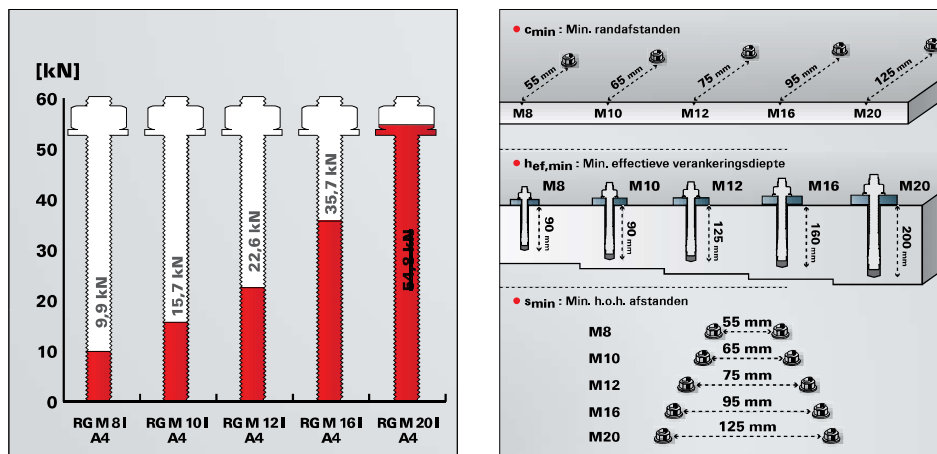 [kN]
60
50
40
30
20
10
0
9,9 kN
15,7 kN
22,6 kN
35,7 kN
54,8 kN
RG M 8 I
A4
RG M 10 I
A4
RG M 12 I
A4
RG M 16 I
A4
RG M 20 I
A4
• cmin : Min. randafstanden
55 mm
65 mm
75 mm
95 mm
125 mm
M8
M10
M12
M16
M20
• hef,min : Min. effectieve verankeringsdiepte
M8
M10
M12
M16
M20
90 mm
90 mm
125 mm
160 mm
200 mm
• smin : Min. h.o.h. afstanden
M8 55 mm
M10 65 mm
M12 75 mm
M16 95 mm
M20 125 mm